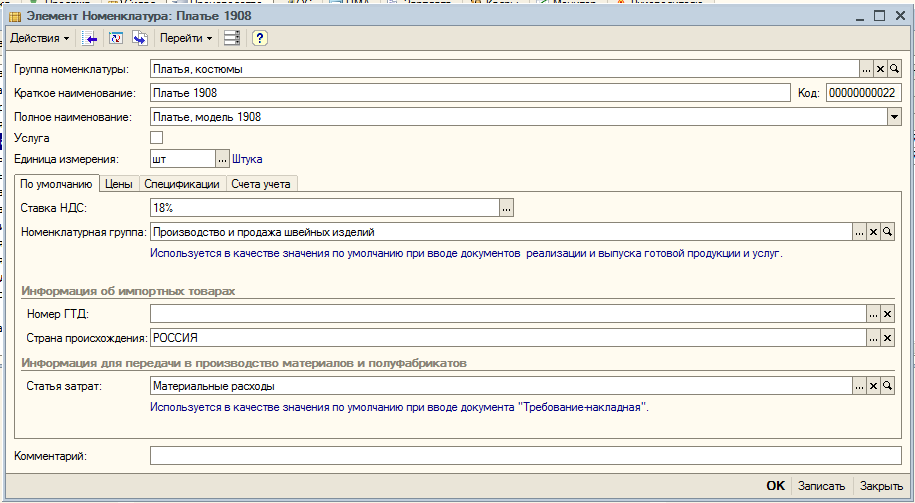 Элемент Номенклатура: Платье 1908
Действия Перейти ?
Группа номенклатуры: Платья, костюмы ... ×
Краткое наименование: Платье 1908 Код: 00000000022
Полное наименование: Платье, модель 1908
Услуга
Единица измерения: шт ... Штука
По умолчанию Цены Спецификации Счета учета
Ставка НДС: 18% ...
Номенклатурная группа: Производство и продажа швейных изделий ... ×
Используется в качестве значения по умолчанию при вводе документов реализации и выпуска готовой продукции и услуг.
Информация об импортных товарах
Номер ГТД: ... ×
Страна происхождения: РОССИЯ ... ×
Информация для передачи в производство материалов и полуфабрикатов
Статья затрат: Материальные расходы ... ×
Используется в качестве значения по умолчанию при вводе документа "Требование-накладная".
Комментарий:
OK Записать Закрыть